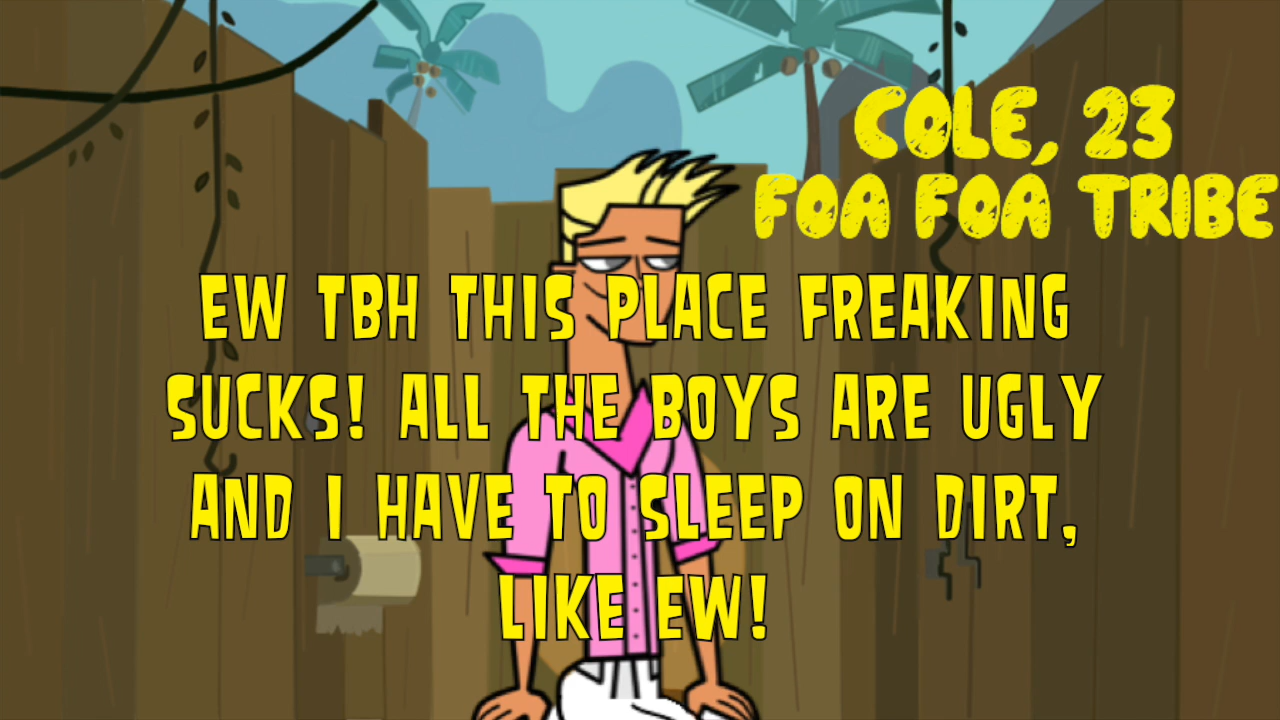 COLE, 23
FOA FOA TRIBE
EW TBH THIS PLACE FREAKING
SUCKS! ALL THE BOYS ARE UGLY
AND I HAVE TO SLEEP ON DIRT,
LIKE EW!